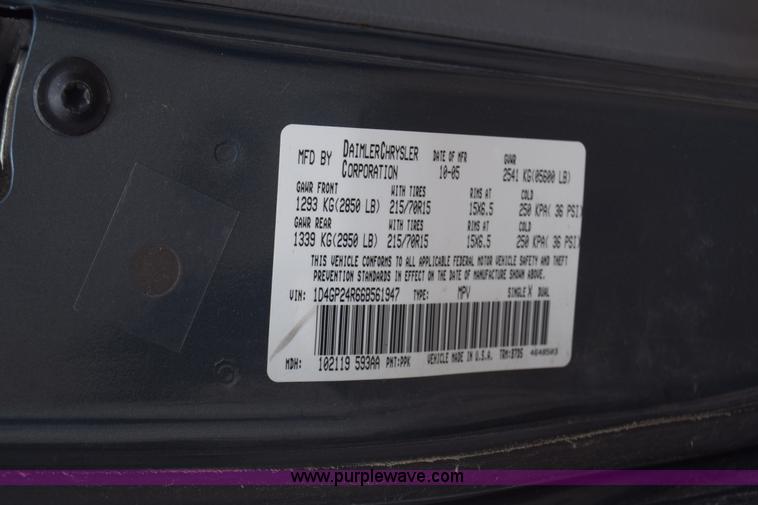 MFD BY DAIMLERCHRYSLER CORPORATION DATE OF MFR 10-05 GVWR 2541 KG(05600 LB)
GAWR FRONT WITH TIRES RIMS AT COLD
1293 KG(2850 LB) 215/70R15 15X6.5 250 KPA( 36 PSI)
GAWR REAR WITH TIRES RIMS AT COLD
1339 KG(2950 LB) 215/70R15 15X6.5 250 KPA( 36 PSI)
THIS VEHICLE CONFORMS TO ALL APPLICABLE FEDERAL MOTOR VEHICLE SAFETY AND THEFT
PREVENTION STANDARDS IN EFFECT ON THE DATE OF MANUFACTURE SHOWN ABOVE.
VIN: 1D4GP24R66B561947 TYPE: MPV SINGLE X DUAL
MDH: 102119 593AA PNT:PPK VEHICLE MADE IN U.S.A. TRM:B7D5 4648503
www.purplewave.com